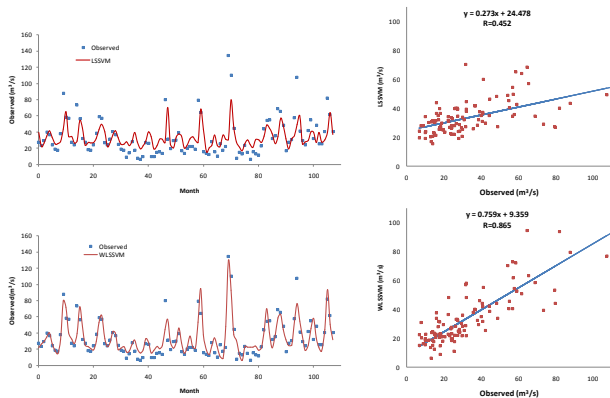 Observed
LSSVM
Observed (m³/s)
160
140
120
100
80
60
40
20
0
0 20 40 60 80 100
Month
y = 0.273x + 24.478
R=0.452
LSSVM (m³/s)
100
80
60
40
20
0
0 20 40 60 80 100
Observed (m³/s)
Observed
WLSSVM
Observed(m³/s)
160
140
120
100
80
60
40
20
0
0 20 40 60 80 100
Month
y = 0.759x + 9.359
R=0.865
WLSSVM (m³/s)
100
80
60
40
20
0
0 20 40 60 80 100
Observed (m³/s)